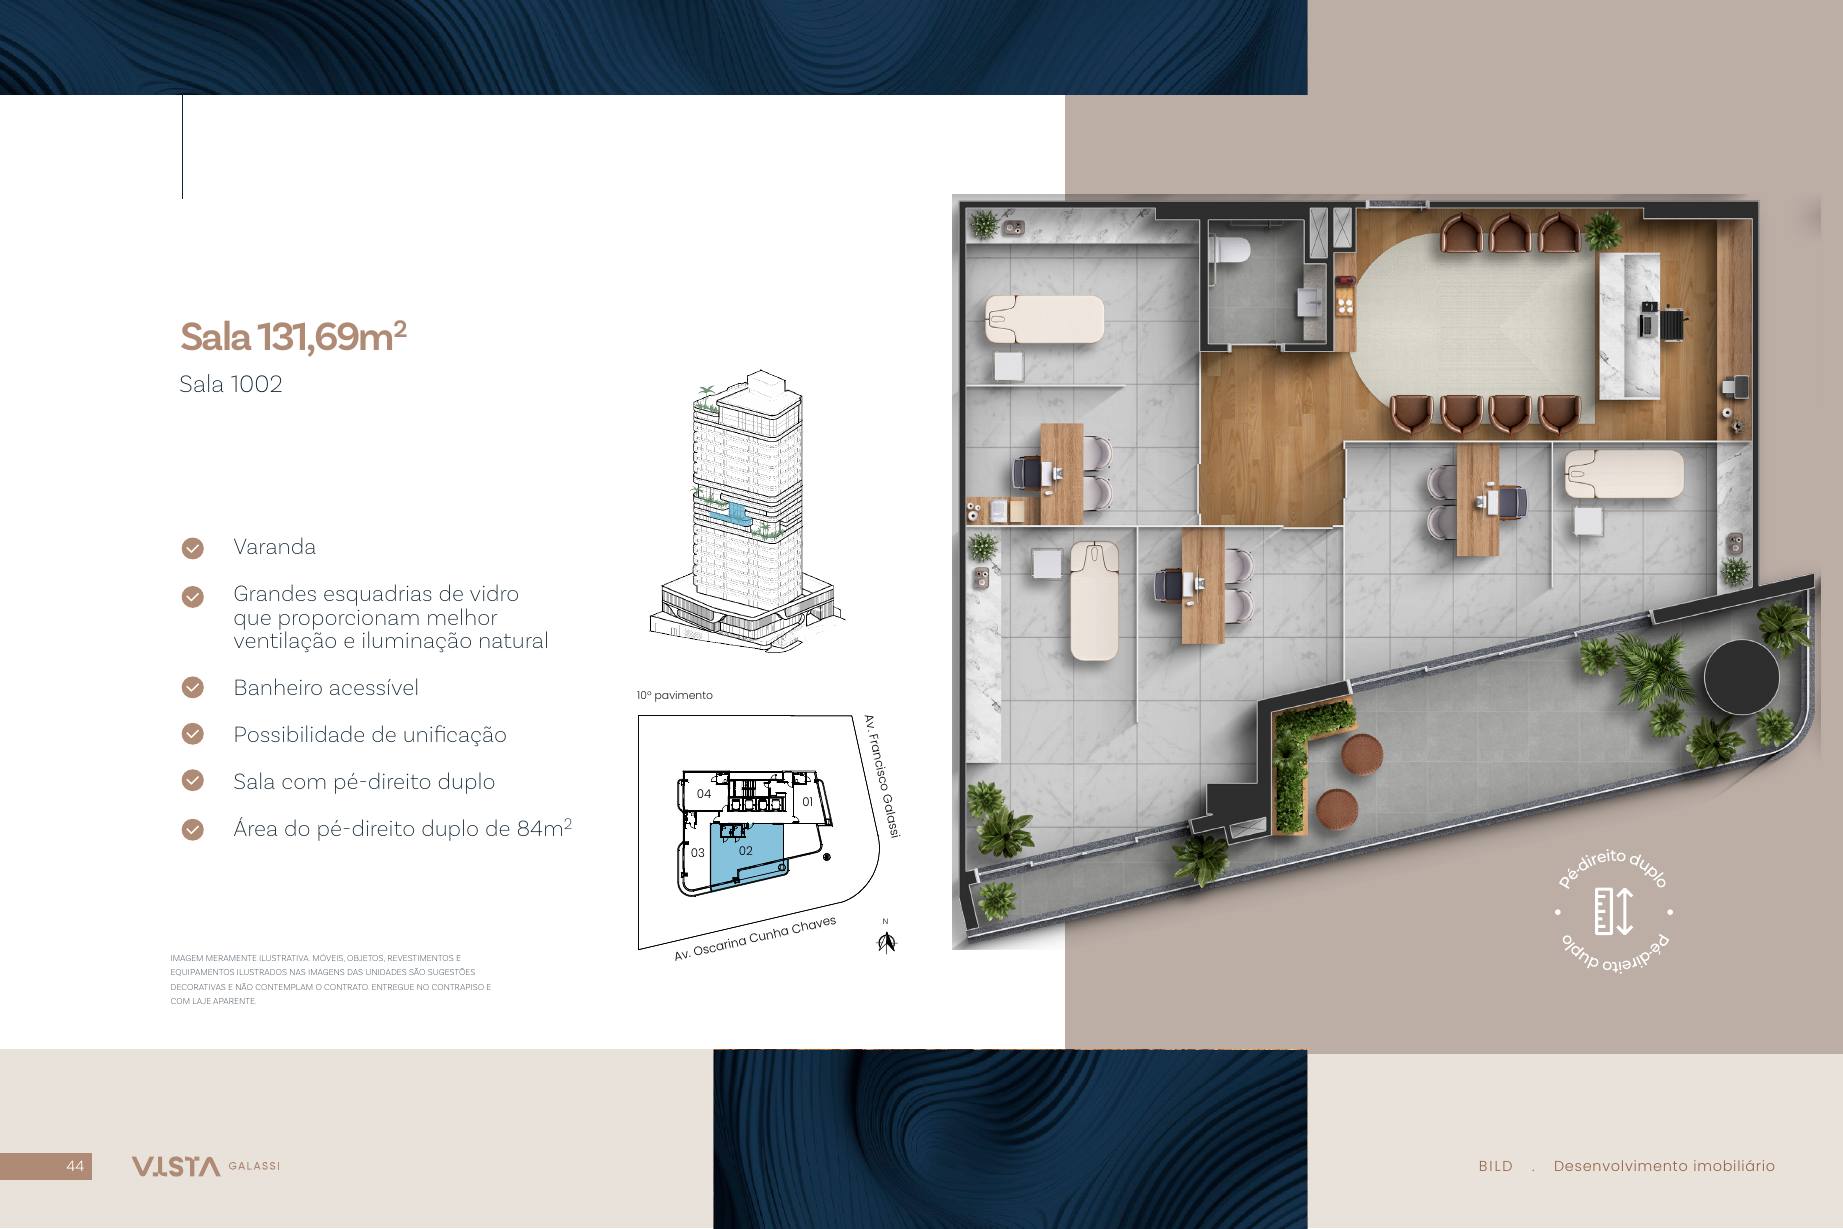 Sala 131,69m²
Sala 1002
Varanda
Grandes esquadrias de vidro
que proporcionam melhor
ventilação e iluminação natural
Banheiro acessível
Possibilidade de unificação
Sala com pé-direito duplo
Área do pé-direito duplo de 84m²
IMAGEM MERAMENTE ILUSTRATIVA. MÓVEIS, OBJETOS, REVESTIMENTOS E
EQUIPAMENTOS ILUSTRADOS NAS IMAGENS DAS UNIDADES SÃO SUGESTÕES
DECORATIVAS E NÃO CONTEMPLAM O CONTRATO. ENTREGUE NO CONTRAPISO E
COM LAJE APARENTE.
10º pavimento
Av. Francisco Galassi
04
01
03
02
Av. Oscarina Cunha Chaves
N
Pé-direito duplo
Pé-direito duplo
44
VISTA GALASSI
BILD . Desenvolvimento imobiliário